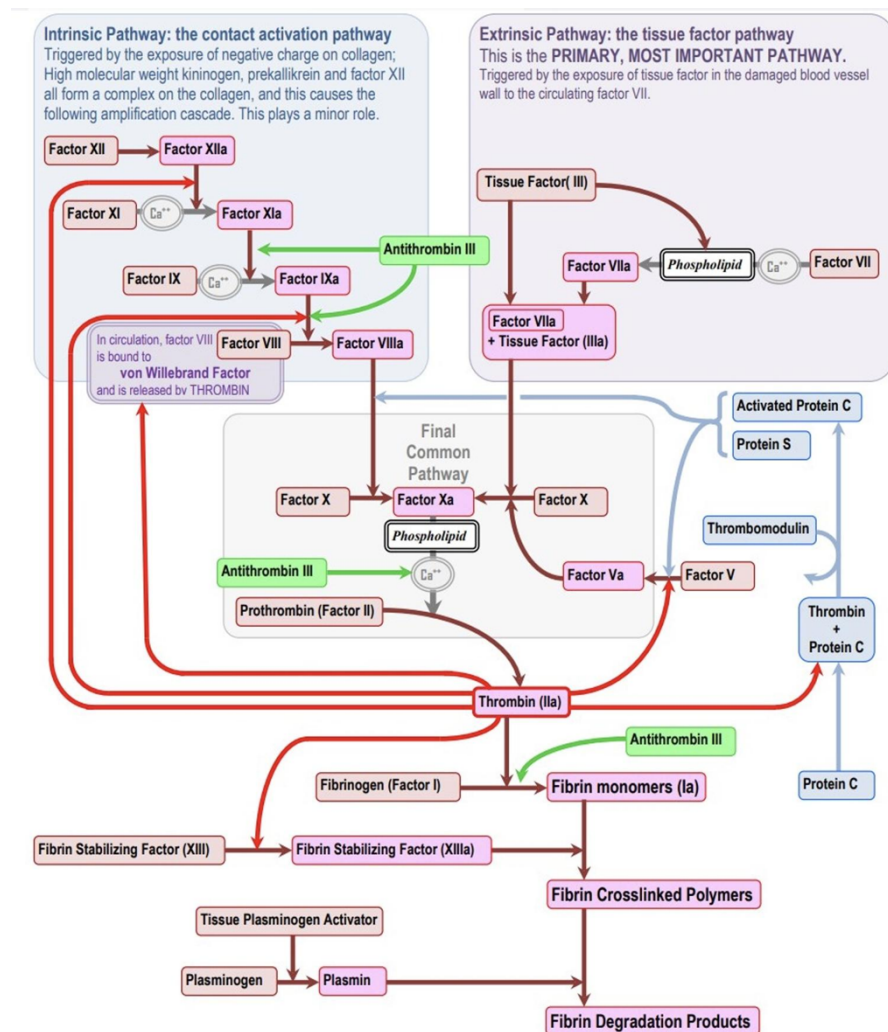 Intrinsic Pathway: the contact activation pathway
Triggered by the exposure of negative charge on collagen;
High molecular weight kininogen, prekallikrein and factor XII
all form a complex on the collagen, and this causes the
following amplification cascade. This plays a minor role.
Extrinsic Pathway: the tissue factor pathway
This is the PRIMARY, MOST IMPORTANT PATHWAY.
Triggered by the exposure of tissue factor in the damaged blood vessel
wall to the circulating factor VII.
Factor XII
Factor XIIa
Factor XI
Ca⁺⁺
Factor XIa
Antithrombin III
Factor IX
Ca⁺⁺
Factor IXa
In circulation, factor VIII
is bound to
von Willebrand Factor
and is released by THROMBIN
Factor VIII
Factor VIIIa
Tissue Factor( III)
Factor VIIa
Phospholipid
Ca⁺⁺
Factor VII
Factor VIIa
+ Tissue Factor (IIIa)
Activated Protein C
Protein S
Final
Common
Pathway
Factor X
Factor Xa
Factor X
Phospholipid
Thrombomodulin
Antithrombin III
Ca⁺⁺
Factor Va
Factor V
Prothrombin (Factor II)
Thrombin
+
Protein C
Thrombin (IIa)
Antithrombin III
Fibrinogen (Factor I)
Fibrin monomers (Ia)
Protein C
Fibrin Stabilizing Factor (XIII)
Fibrin Stabilizing Factor (XIIIa)
Fibrin Crosslinked Polymers
Tissue Plasminogen Activator
Plasminogen
Plasmin
Fibrin Degradation Products